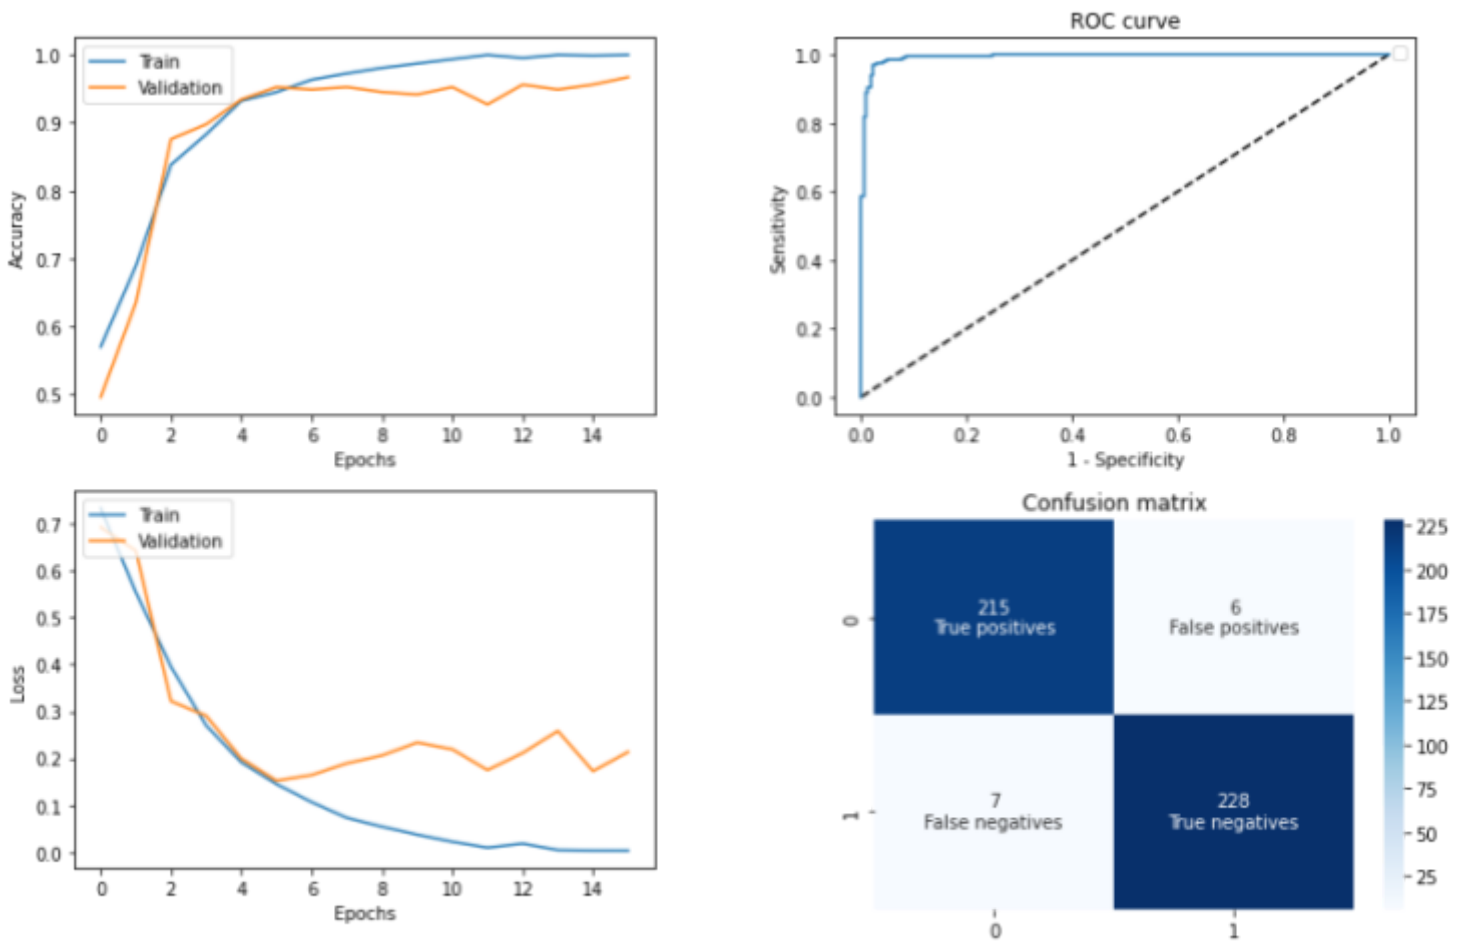 1.0
0.9
0.8
0.7
0.6
0.5
Accuracy
Train
Validation
0 2 4 6 8 10 12 14
Epochs
ROC curve
1.0
0.8
0.6
0.4
0.2
0.0
Sensitivity
0.0 0.2 0.4 0.6 0.8 1.0
1 - Specificity
0.7
0.6
0.5
0.4
0.3
0.2
0.1
0.0
Loss
Train
Validation
0 2 4 6 8 10 12 14
Epochs
Confusion matrix
0
215
True positives
6
False positives
1
7
False negatives
228
True negatives
0 1
225
200
175
150
125
100
75
50
25